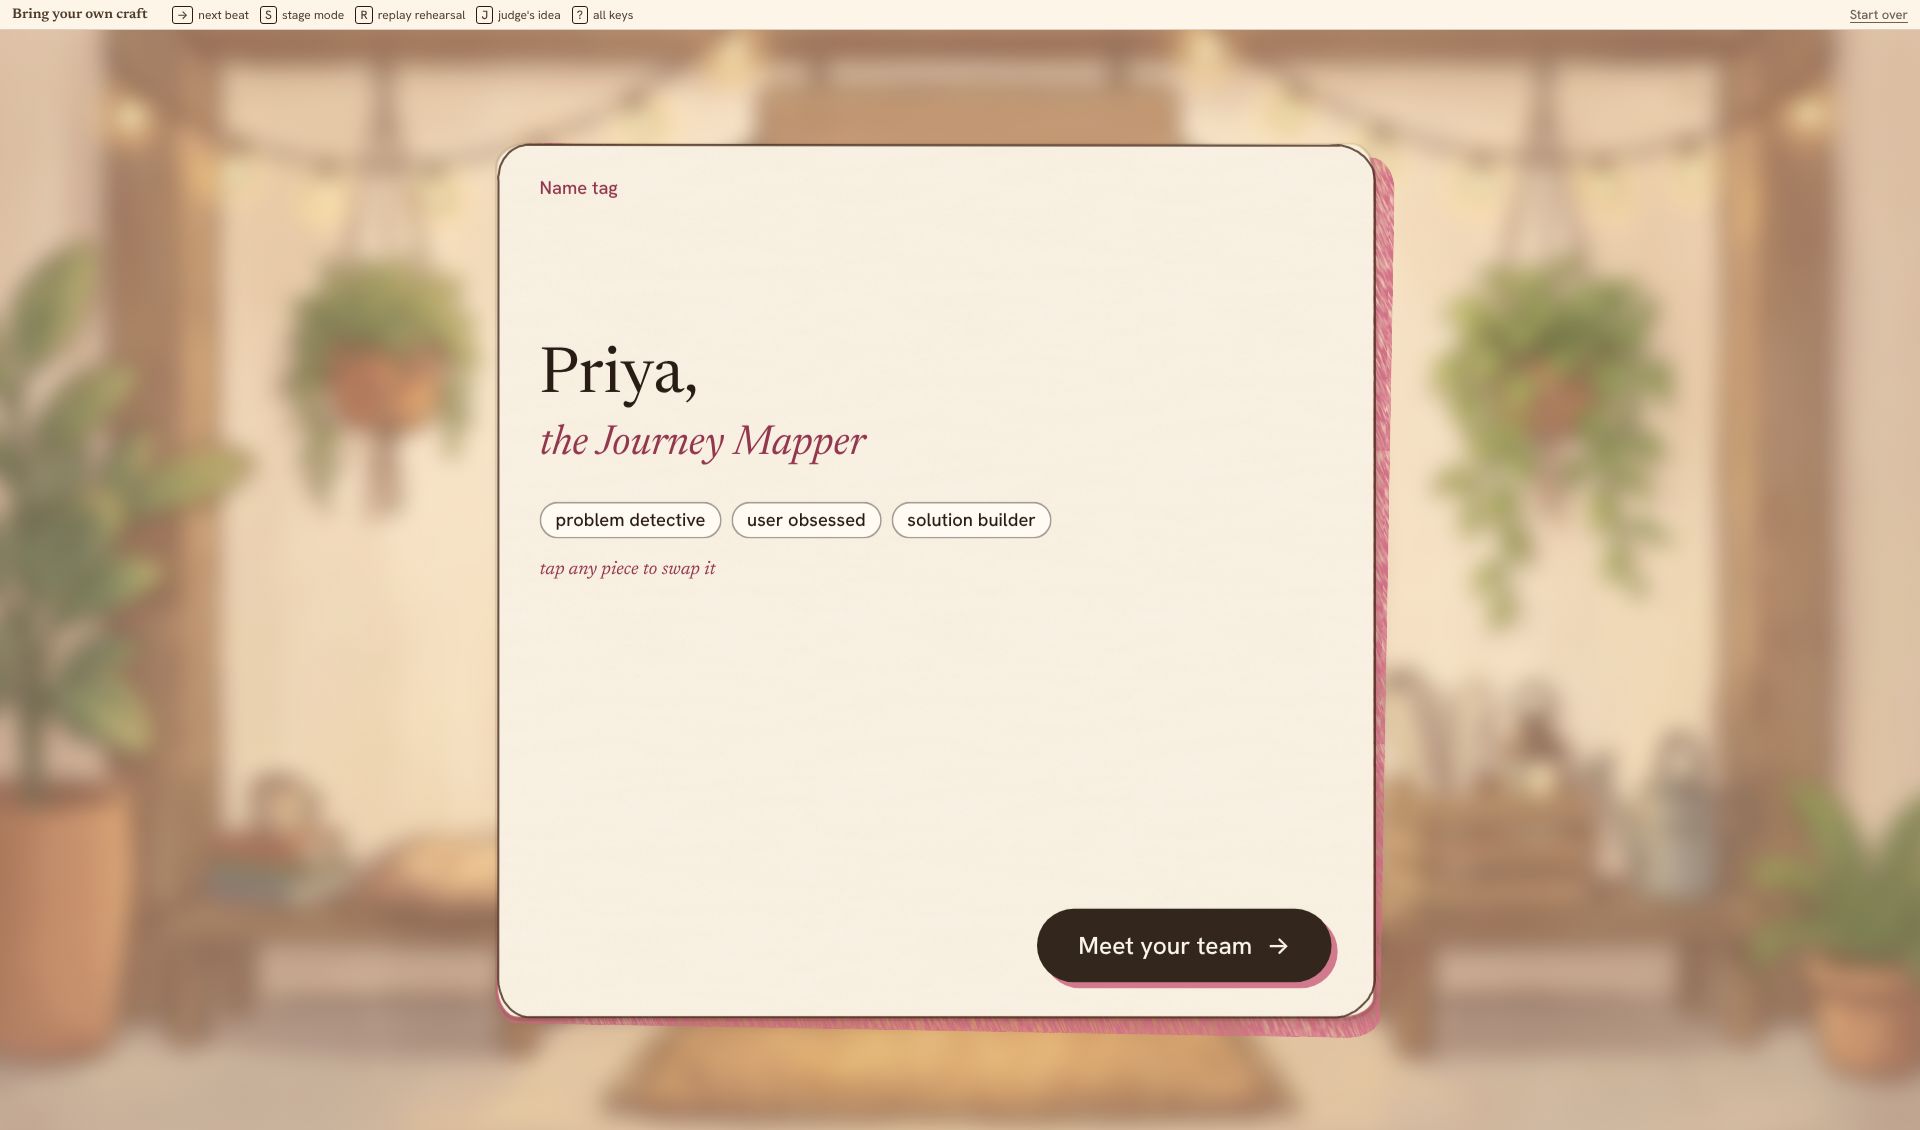 Bring your own craft → next beat S stage mode R replay rehearsal J judge's idea ? all keys Start over
Name tag
Priya,
the Journey Mapper
problem detective user obsessed solution builder
tap any piece to swap it
Meet your team →